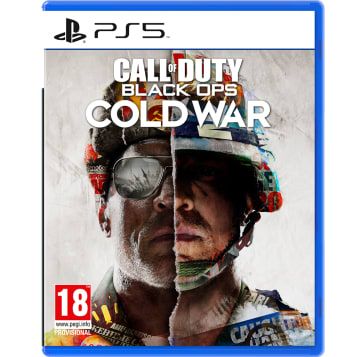 PS5
CALL OF DUTY
BLACK OPS
COLD WAR
18
www.pegi.info
PROVISIONAL